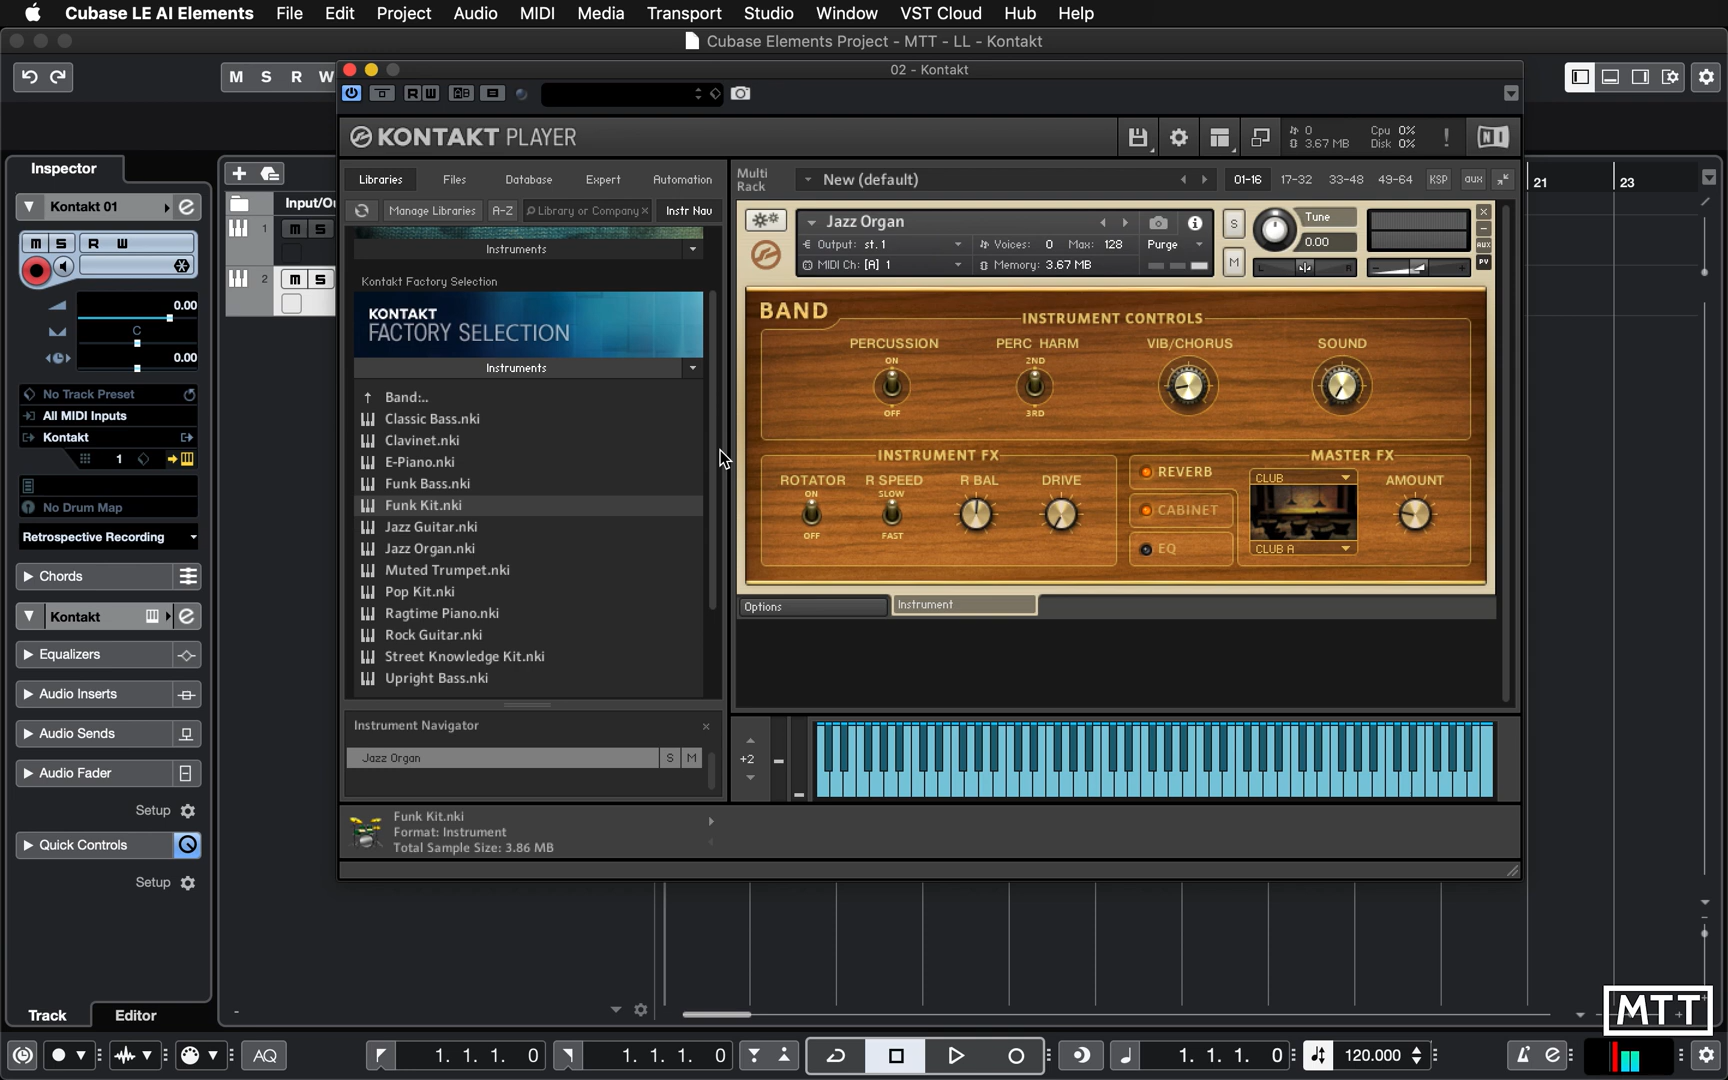 Cubase LE AI Elements File Edit Project Audio MIDI Media Transport Studio Window VST Cloud Hub Help
Cubase Elements Project - MTT - LL - Kontakt
M S R W
02 - Kontakt
R W AB
KONTAKT PLAYER
0
3.67 MB
Cpu 0%
Disk 0%
!
NI
Inspector
Kontakt 01
m S R W
0.00
C
0.00
No Track Preset
All MIDI Inputs
Kontakt
1
No Drum Map
Retrospective Recording
Chords
Kontakt
Equalizers
Audio Inserts
Audio Sends
Audio Fader
Setup
Quick Controls
Setup
Track Editor
Input/Ou
1 m S
2 m S
Libraries Files Database Expert Automation
Manage Libraries A-Z Library or Company × Instr Nav
Instruments
Kontakt Factory Selection
KONTAKT
FACTORY SELECTION
Instruments
Band:..
Classic Bass.nki
Clavinet.nki
E-Piano.nki
Funk Bass.nki
Funk Kit.nki
Jazz Guitar.nki
Jazz Organ.nki
Muted Trumpet.nki
Pop Kit.nki
Ragtime Piano.nki
Rock Guitar.nki
Street Knowledge Kit.nki
Upright Bass.nki
Instrument Navigator ×
Jazz Organ S M
Funk Kit.nki
Format: Instrument
Total Sample Size: 3.86 MB
Multi
Rack
New (default) 01-16 17-32 33-48 49-64 KSP aux
21 23
Jazz Organ
Output: st.1 Voices: 0 Max: 128 Purge
MIDI Ch: [A] 1 Memory: 3.67 MB
S
M
Tune
0.00
L R
- +
×
-
AUX
PV
BAND
INSTRUMENT CONTROLS
PERCUSSION PERC HARM VIB/CHORUS SOUND
ON 2ND
OFF 3RD
INSTRUMENT FX MASTER FX
ROTATOR R SPEED R BAL DRIVE
ON SLOW
OFF FAST
REVERB
CABINET
EQ
CLUB
CLUB A
AMOUNT
Options Instrument
+2
MTT
AQ 1. 1. 1. 0 1. 1. 1. 0 1. 1. 1. 0 120.000